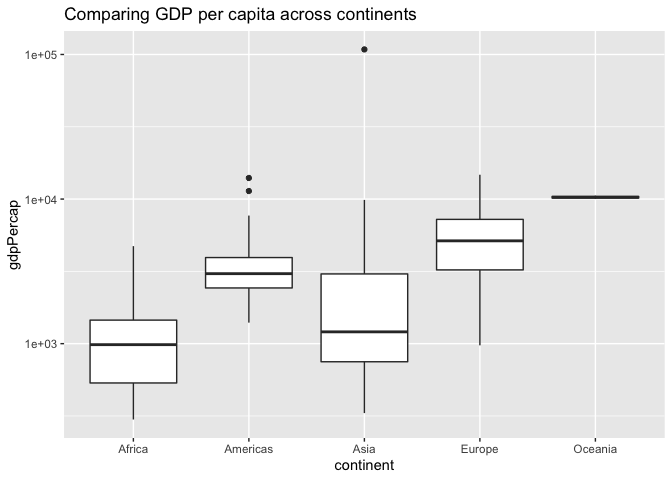 Comparing GDP per capita across continents
1e+05
1e+04
1e+03
gdpPercap
Africa
Americas
Asia
Europe
Oceania
continent